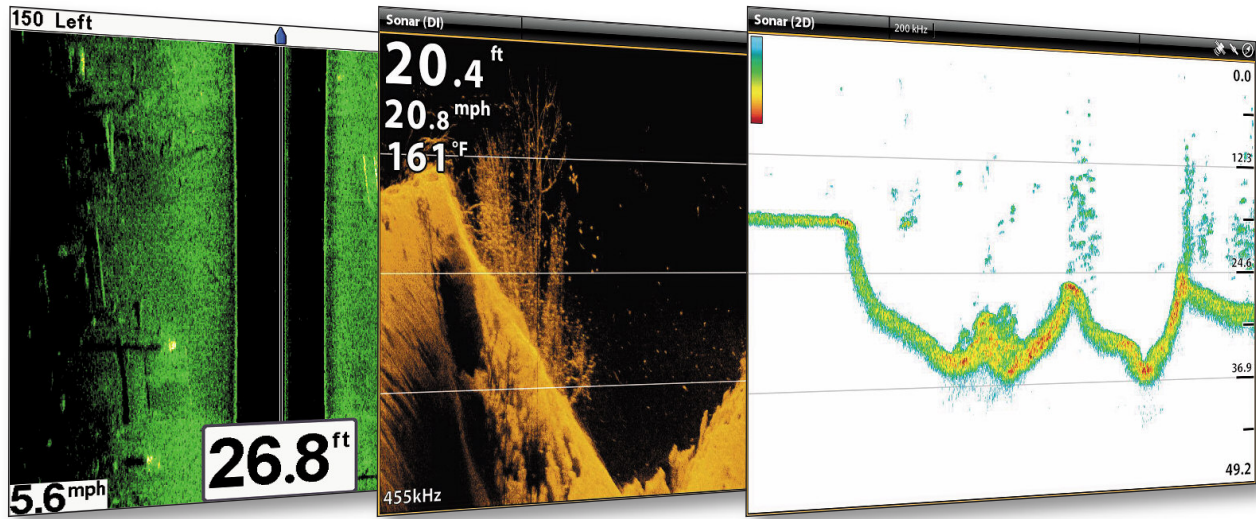 150 Left
26.8 ft
5.6 mph
Sonar (DI)
20.4 ft
20.8 mph
161 °F
455kHz
Sonar (2D)
200 kHz
0.0
12.3
24.6
36.9
49.2